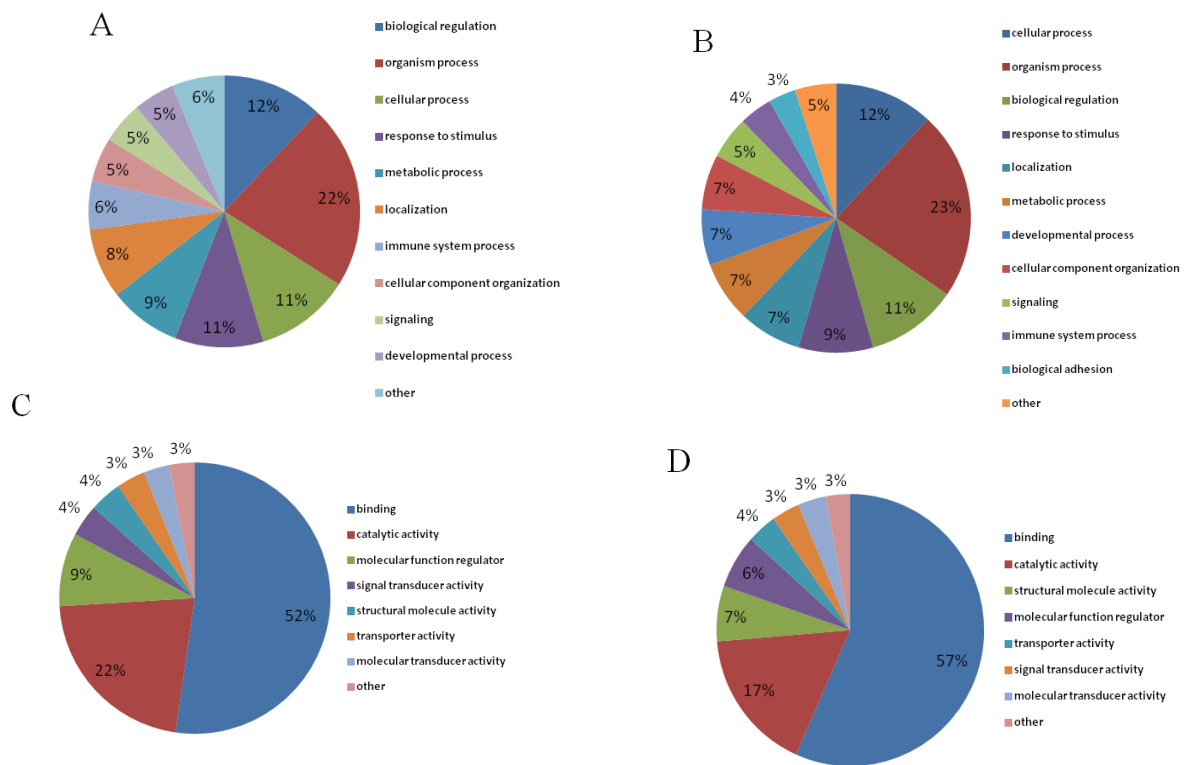 A
biological regulation
organism process
cellular process
response to stimulus
metabolic process
localization
immune system process
cellular component organization
signaling
developmental process
other
12%
22%
11%
11%
9%
8%
6%
5%
5%
5%
6%
B
cellular process
organism process
biological regulation
response to stimulus
localization
metabolic process
developmental process
cellular component organization
signaling
immune system process
biological adhesion
other
12%
23%
11%
9%
7%
7%
7%
7%
5%
4%
3%
5%
C
binding
catalytic activity
molecular function regulator
signal transducer activity
structural molecule activity
transporter activity
molecular transducer activity
other
52%
22%
9%
4%
4%
3%
3%
3%
D
binding
catalytic activity
structural molecule activity
molecular function regulator
transporter activity
signal transducer activity
molecular transducer activity
other
57%
17%
7%
6%
4%
3%
3%
3%